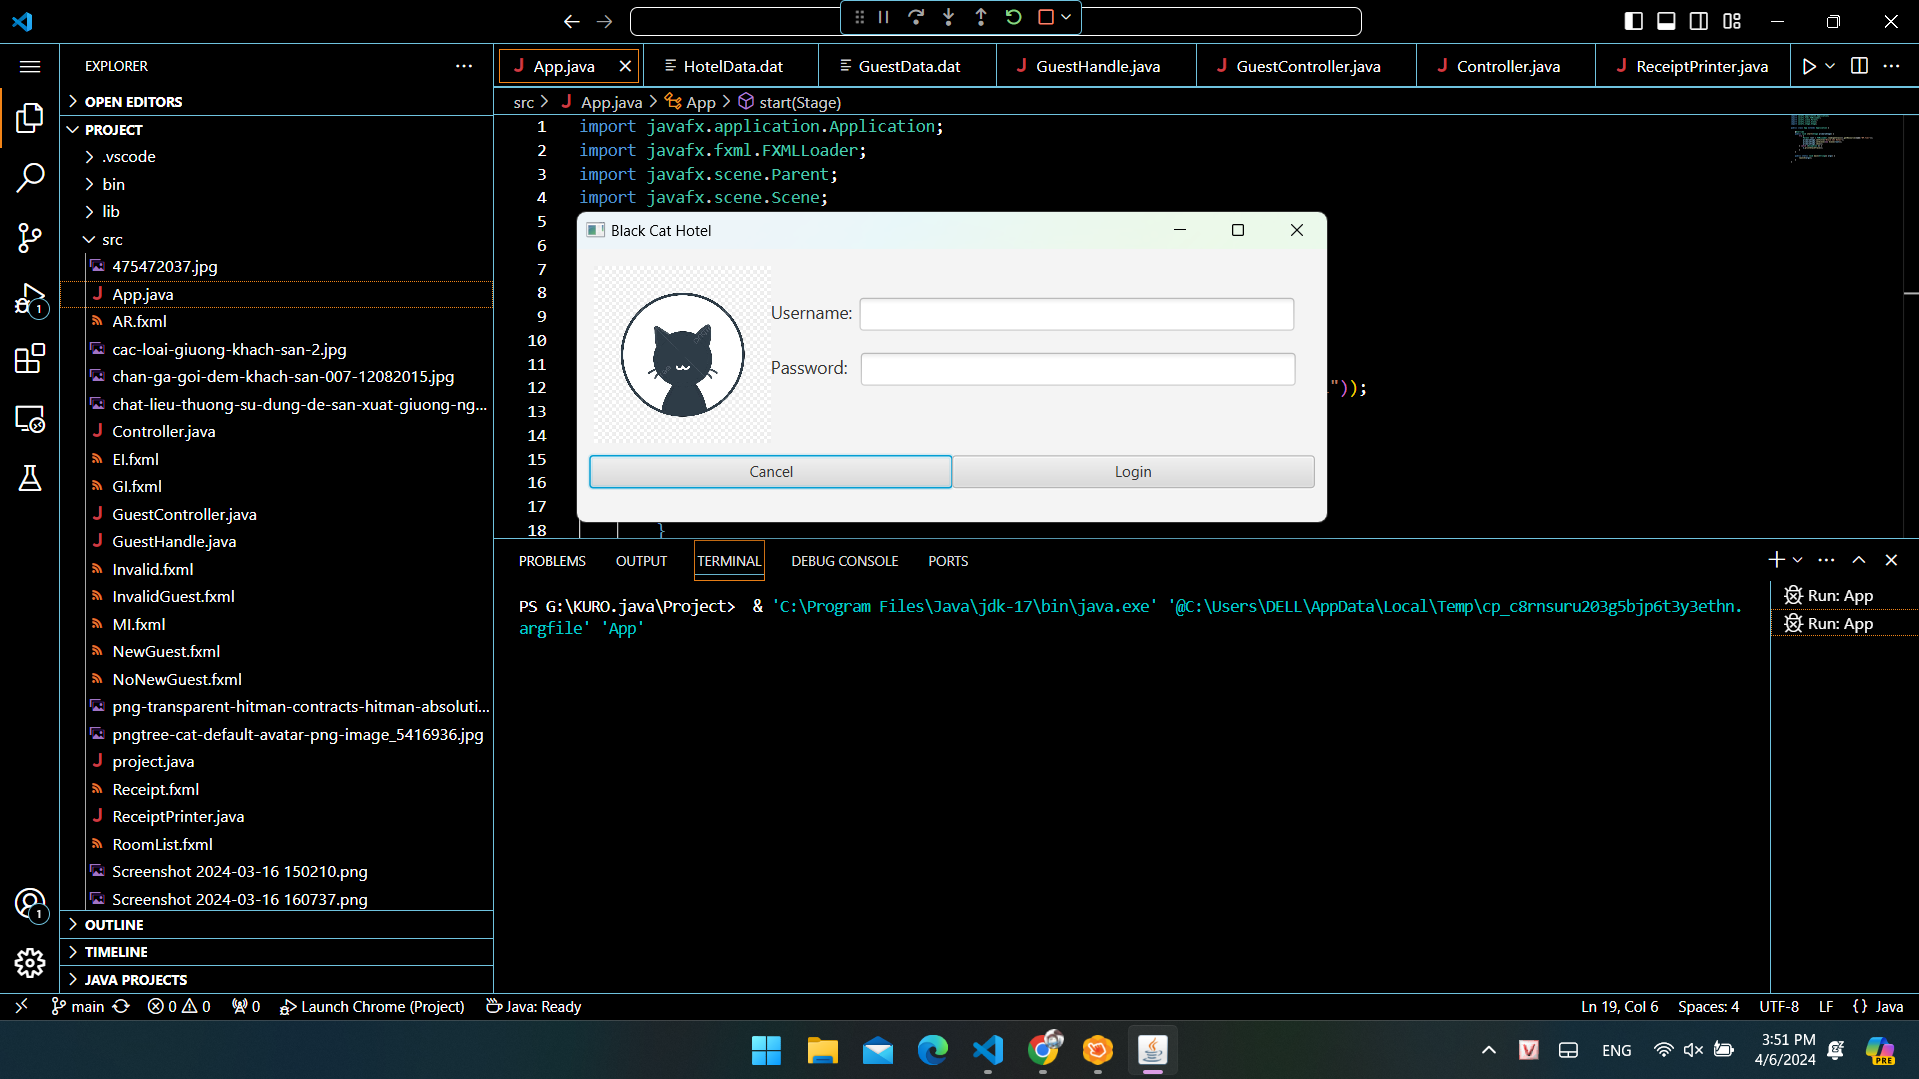 App.java
HotelData.dat
GuestData.dat
GuestHandle.java
GuestController.java
Controller.java
ReceiptPrinter.java
EXPLORER
OPEN EDITORS
PROJECT
.vscode
bin
lib
src
475472037.jpg
App.java
AR.fxml
cac-loai-giuong-khach-san-2.jpg
chan-ga-goi-dem-khach-san-007-12082015.jpg
chat-lieu-thuong-su-dung-de-san-xuat-giuong-ng...
Controller.java
EI.fxml
GI.fxml
GuestController.java
GuestHandle.java
Invalid.fxml
InvalidGuest.fxml
MI.fxml
NewGuest.fxml
NoNewGuest.fxml
png-transparent-hitman-contracts-hitman-absoluti...
pngtree-cat-default-avatar-png-image_5416936.jpg
project.java
Receipt.fxml
ReceiptPrinter.java
RoomList.fxml
Screenshot 2024-03-16 150210.png
Screenshot 2024-03-16 160737.png
OUTLINE
TIMELINE
JAVA PROJECTS
1
1
src > App.java > App > start(Stage)
1 import javafx.application.Application;
2 import javafx.fxml.FXMLLoader;
3 import javafx.scene.Parent;
4 import javafx.scene.Scene;
5
6
7
8
9
10
11
12 "));
13
14
15
16
17
18 }
Black Cat Hotel
Username:
Password:
Cancel
Login
PROBLEMS
OUTPUT
TERMINAL
DEBUG CONSOLE
PORTS
PS G:\KURO.java\Project> & 'C:\Program Files\Java\jdk-17\bin\java.exe' '@C:\Users\DELL\AppData\Local\Temp\cp_c8rnsuru203g5bjp6t3y3ethn.
argfile' 'App'
Run: App
Run: App
main
0
0
0
Launch Chrome (Project)
Java: Ready
Ln 19, Col 6
Spaces: 4
UTF-8
LF
{} Java
V
ENG
3:51 PM
4/6/2024
PRE